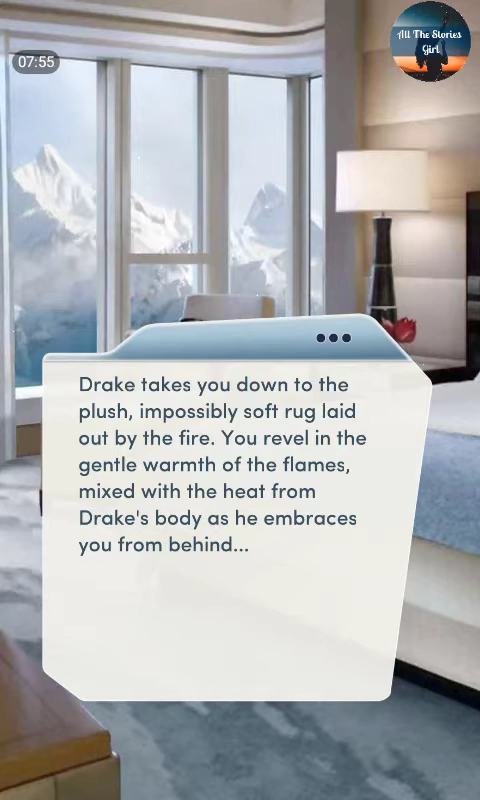 07:55
All The Stories
Girl
Drake takes you down to the
plush, impossibly soft rug laid
out by the fire. You revel in the
gentle warmth of the flames,
mixed with the heat from
Drake's body as he embraces
you from behind...